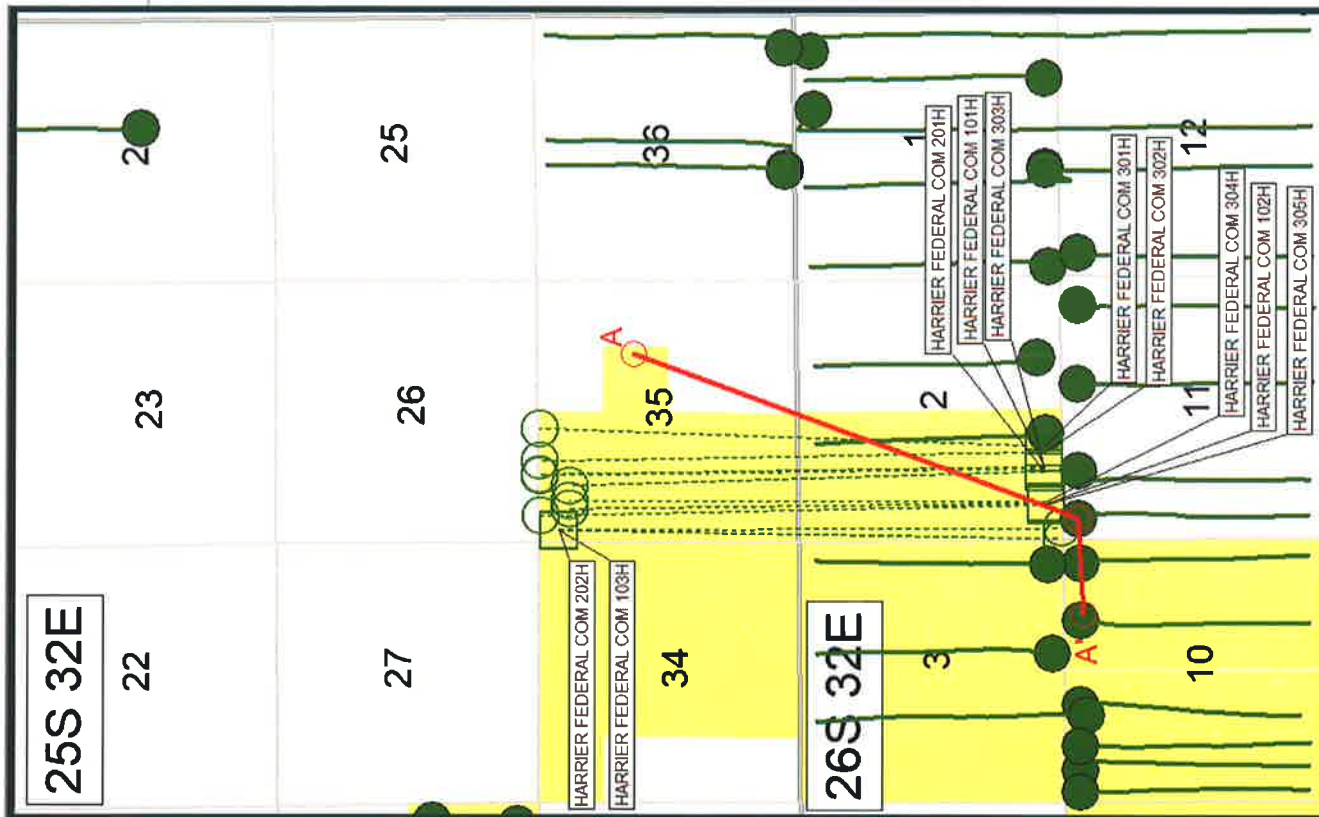 25S 32E
22
23
2
27
26
25
34
35
36
A
HARRIER FEDERAL COM 202H
HARRIER FEDERAL COM 103H
26S 32E
3
2
1
HARRIER FEDERAL COM 201H
HARRIER FEDERAL COM 101H
HARRIER FEDERAL COM 303H
HARRIER FEDERAL COM 301H
HARRIER FEDERAL COM 302H
HARRIER FEDERAL COM 304H
HARRIER FEDERAL COM 102H
HARRIER FEDERAL COM 305H
A'
10
11
12